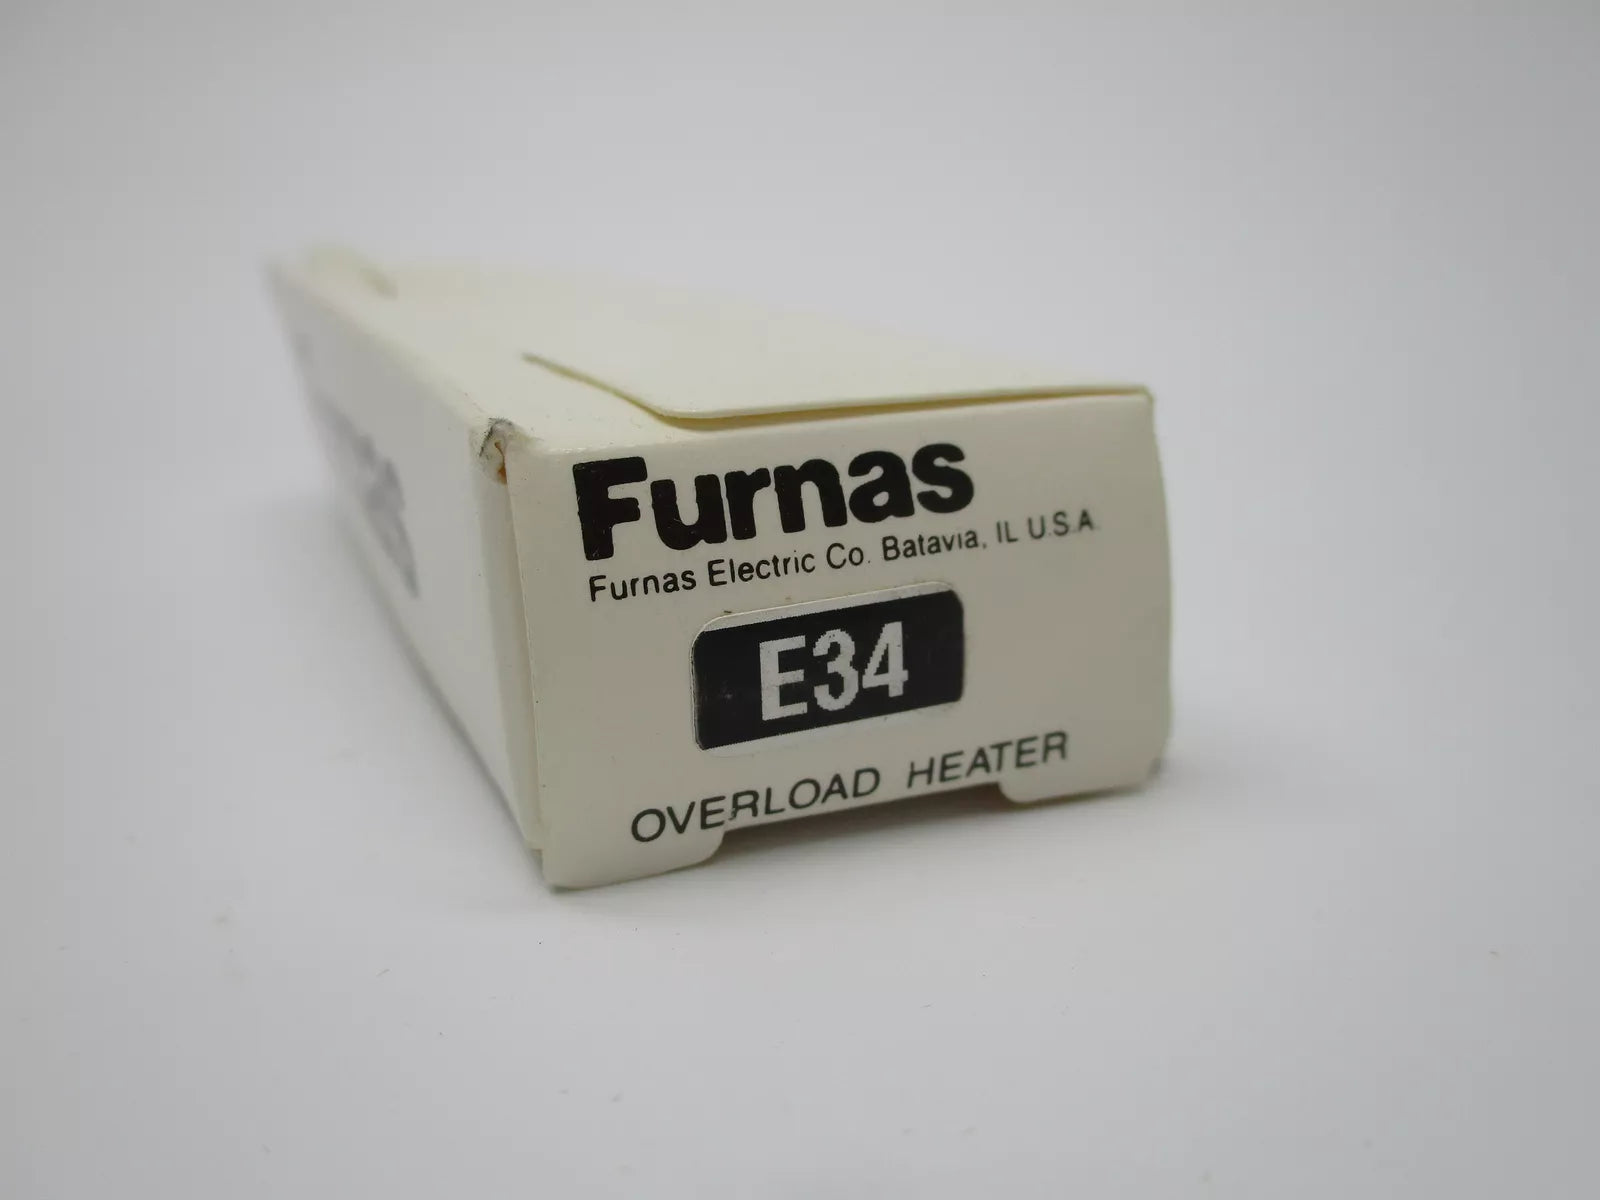 Furnas
Furnas Electric Co. Batavia, IL U.S.A.
E34
OVERLOAD HEATER